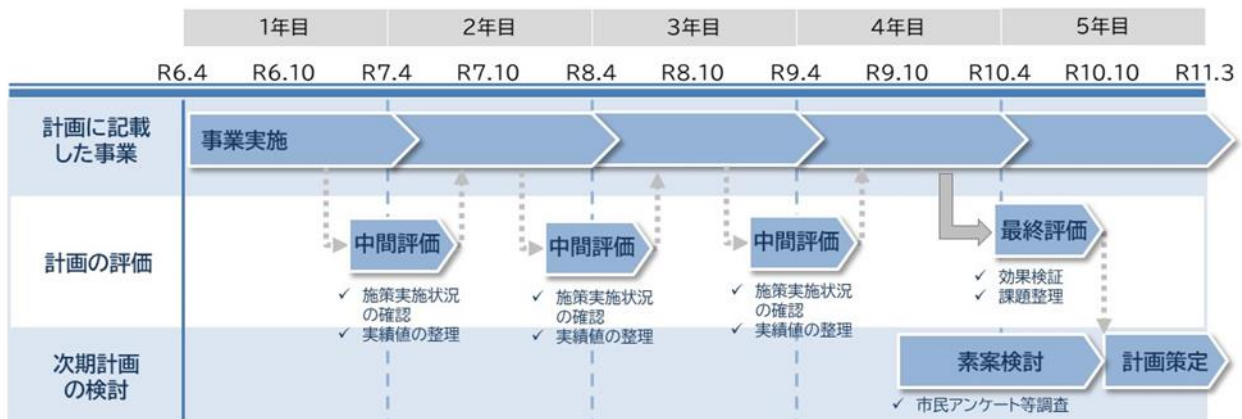 1年目 2年目 3年目 4年目 5年目
R6.4 R6.10 R7.4 R7.10 R8.4 R8.10 R9.4 R9.10 R10.4 R10.10 R11.3
計画に記載
した事業
事業実施
計画の評価
中間評価
✓ 施策実施状況
の確認
✓ 実績値の整理
中間評価
✓ 施策実施状況
の確認
✓ 実績値の整理
中間評価
✓ 施策実施状況
の確認
✓ 実績値の整理
最終評価
✓ 効果検証
✓ 課題整理
次期計画
の検討
素案検討
✓ 市民アンケート等調査
計画策定